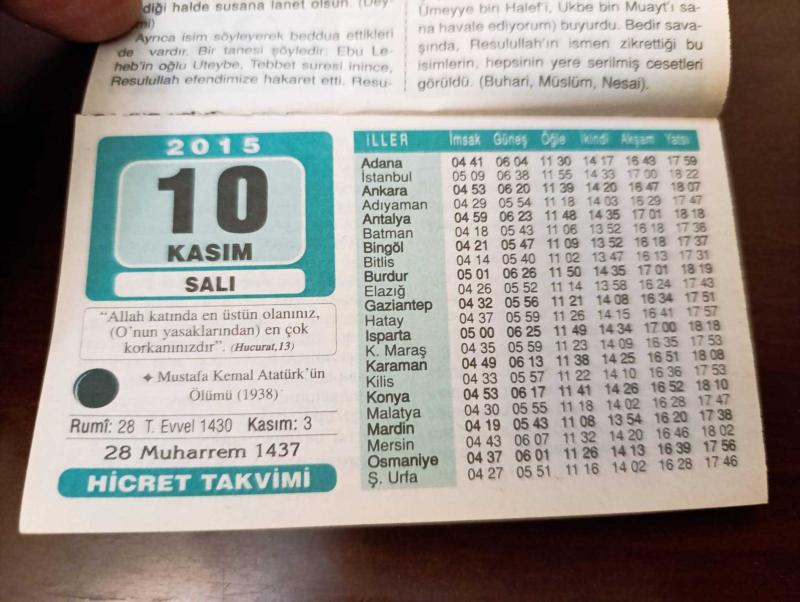 diği halde susana lanet olsun.
Ayrıca isim söyleyerek beddua ettikleri
de vardır. Bir tanesi şöyledir: Ebu Le-
heb'in oğlu Uteybe, Tebbet suresi inince,
Resulullah efendimize hakaret etti. Resu-
Ümeyye bin Halef'i, Ukbe bin Muayt'ı sa-
na havale ediyorum) buyurdu. Bedir sava-
şında, Resulullah'ın ismen zikrettiği bu
isimlerin, hepsinin yere serilmiş cesetleri
görüldü. (Buhari, Müslüm, Nesai).
2015
10
KASIM
SALI
“Allah katında en üstün olanınız,
(O'nun yasaklarından) en çok
korkanınızdır”. (Hucurat,13)
Mustafa Kemal Atatürk'ün
Ölümü (1938)
Rumî: 28 T. Evvel 1430 Kasım: 3
28 Muharrem 1437
HİCRET TAKVİMİ
İLLER İmsak Güneş Öğle İkindi Akşam Yatsı
Adana 04 41 06 04 11 30 14 17 16 43 17 59
İstanbul 05 09 06 38 11 55 14 33 17 00 18 22
Ankara 04 53 06 20 11 39 14 20 16 47 18 07
Adıyaman 04 29 05 54 11 18 14 03 16 29 17 47
Antalya 04 59 06 23 11 48 14 35 17 01 18 18
Batman 04 18 05 43 11 06 13 52 16 18 17 36
Bingöl 04 21 05 47 11 09 13 52 16 18 17 37
Bitlis 04 14 05 40 11 02 13 47 16 13 17 31
Burdur 05 01 06 26 11 50 14 35 17 01 18 19
Elazığ 04 26 05 52 11 14 13 58 16 24 17 43
Gaziantep 04 32 05 56 11 21 14 08 16 34 17 51
Hatay 04 37 05 59 11 26 14 15 16 41 17 57
Isparta 05 00 06 25 11 49 14 34 17 00 18 18
K. Maraş 04 35 05 59 11 23 14 09 16 35 17 53
Karaman 04 49 06 13 11 38 14 25 16 51 18 08
Kilis 04 33 05 57 11 22 14 10 16 36 17 53
Konya 04 53 06 17 11 41 14 26 16 52 18 10
Malatya 04 30 05 55 11 18 14 02 16 28 17 47
Mardin 04 19 05 43 11 08 13 54 16 20 17 38
Mersin 04 43 06 07 11 32 14 20 16 46 18 02
Osmaniye 04 37 06 01 11 26 14 13 16 39 17 56
Ş. Urfa 04 27 05 51 11 16 14 02 16 28 17 46